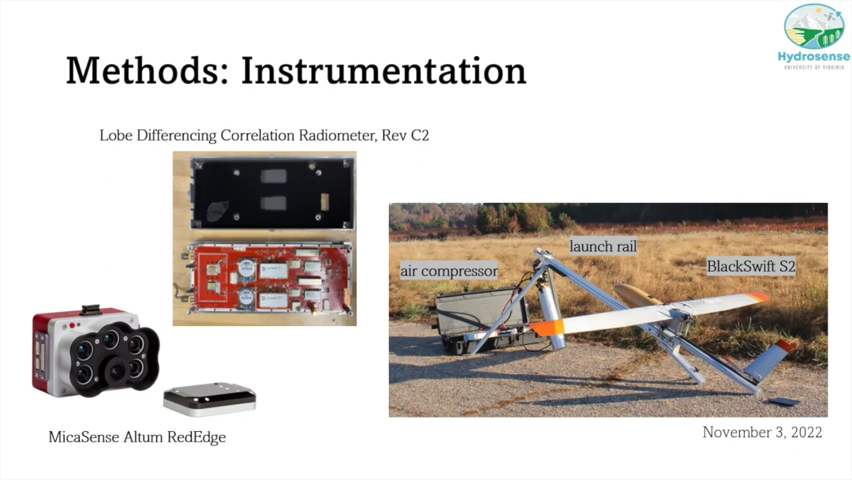 Hydrosense
UNIVERSITY OF VIRGINIA
Methods: Instrumentation
Lobe Differencing Correlation Radiometer, Rev C2
launch rail
air compressor
BlackSwift S2
MicaSense Altum RedEdge
November 3, 2022